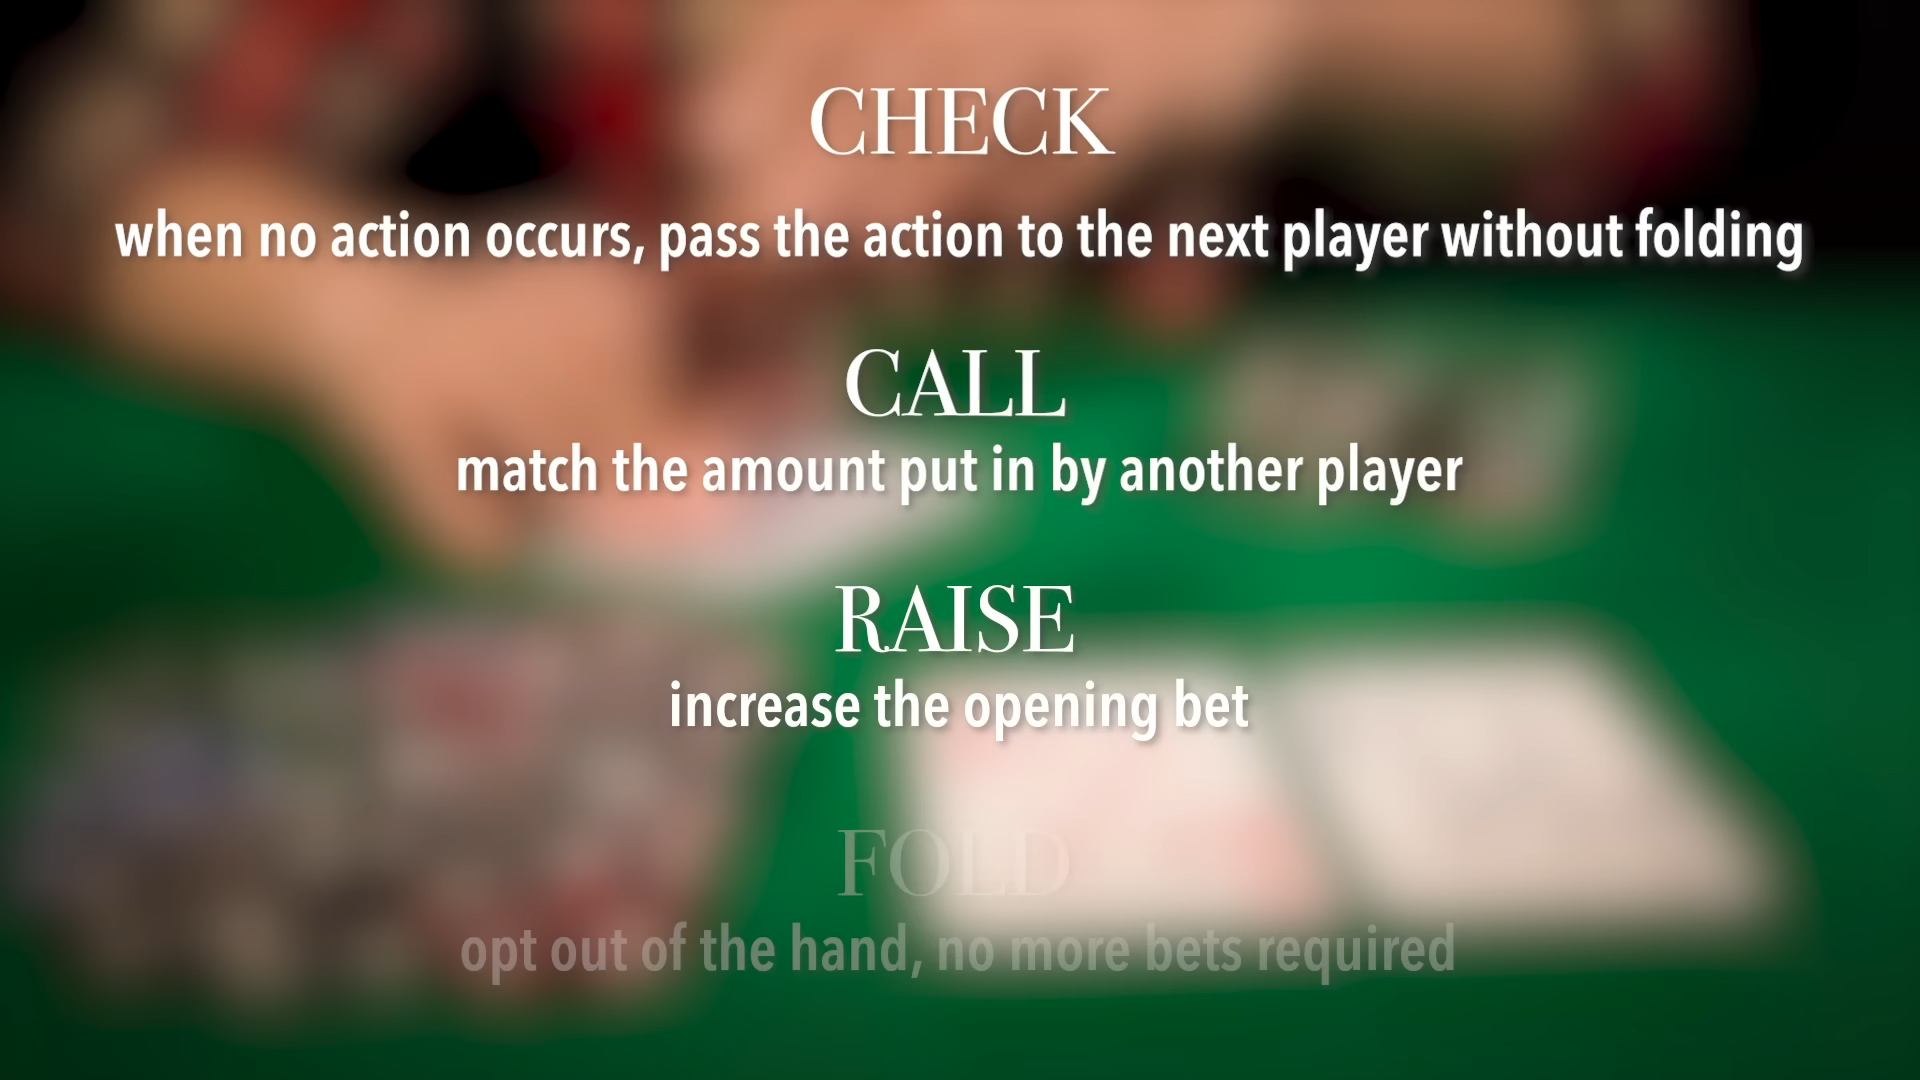 CHECK
when no action occurs, pass the action to the next player without folding
CALL
match the amount put in by another player
RAISE
increase the opening bet
FOLD
opt out of the hand, no more bets required